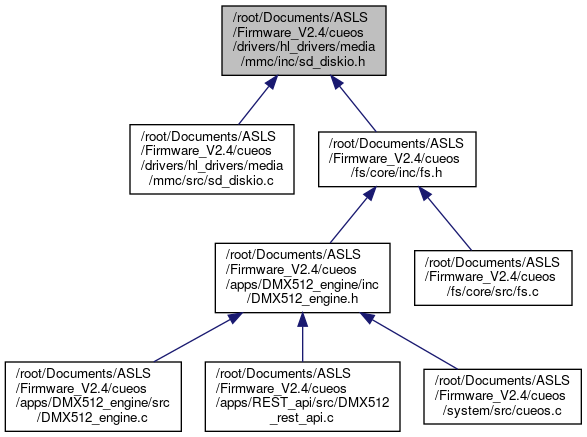 /root/Documents/ASLS
/Firmware_V2.4/cueos
/drivers/hl_drivers/media
/mmc/inc/sd_diskio.h
/root/Documents/ASLS
/Firmware_V2.4/cueos
/drivers/hl_drivers/media
/mmc/src/sd_diskio.c
/root/Documents/ASLS
/Firmware_V2.4/cueos
/fs/core/inc/fs.h
/root/Documents/ASLS
/Firmware_V2.4/cueos
/apps/DMX512_engine/inc
/DMX512_engine.h
/root/Documents/ASLS
/Firmware_V2.4/cueos
/fs/core/src/fs.c
/root/Documents/ASLS
/Firmware_V2.4/cueos
/apps/DMX512_engine/src
/DMX512_engine.c
/root/Documents/ASLS
/Firmware_V2.4/cueos
/apps/REST_api/src/DMX512
_rest_api.c
/root/Documents/ASLS
/Firmware_V2.4/cueos
/system/src/cueos.c